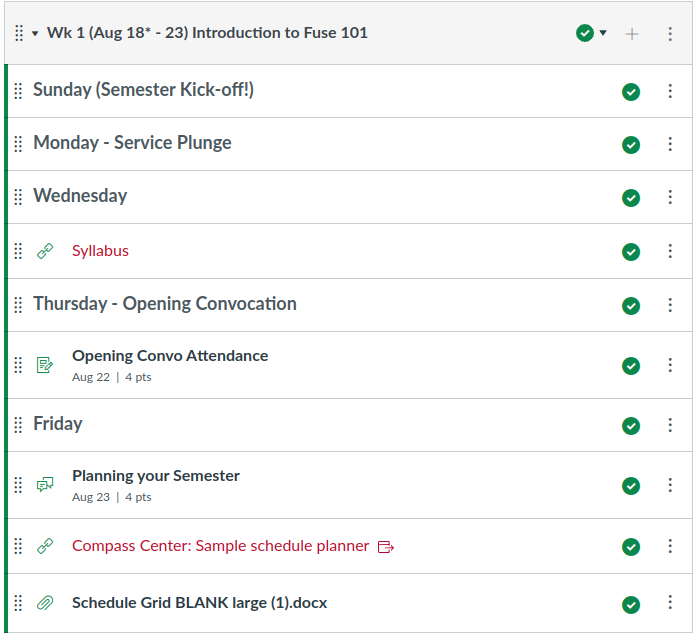 Wk 1 (Aug 18* - 23) Introduction to Fuse 101
Sunday (Semester Kick-off!)
Monday - Service Plunge
Wednesday
Syllabus
Thursday - Opening Convocation
Opening Convo Attendance
Aug 22 | 4 pts
Friday
Planning your Semester
Aug 23 | 4 pts
Compass Center: Sample schedule planner
Schedule Grid BLANK large (1).docx